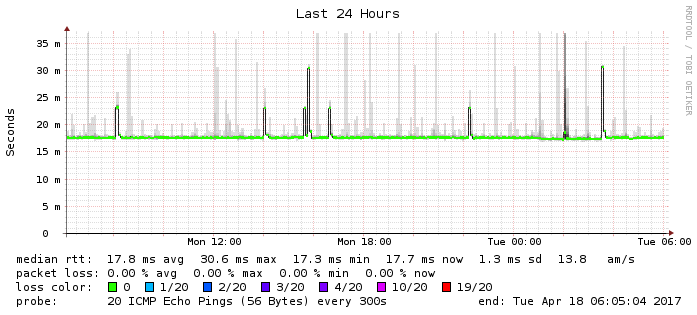 Last 24 Hours
RRDTOOL / TOBI OETIKER
Seconds
35 m
30 m
25 m
20 m
15 m
10 m
5 m
0
Mon 12:00 Mon 18:00 Tue 00:00 Tue 06:00
median rtt: 17.8 ms avg 30.6 ms max 17.3 ms min 17.7 ms now 1.3 ms sd 13.8 am/s
packet loss: 0.00 % avg 0.00 % max 0.00 % min 0.00 % now
loss color: 0 1/20 2/20 3/20 4/20 10/20 19/20
probe: 20 ICMP Echo Pings (56 Bytes) every 300s end: Tue Apr 18 06:05:04 2017